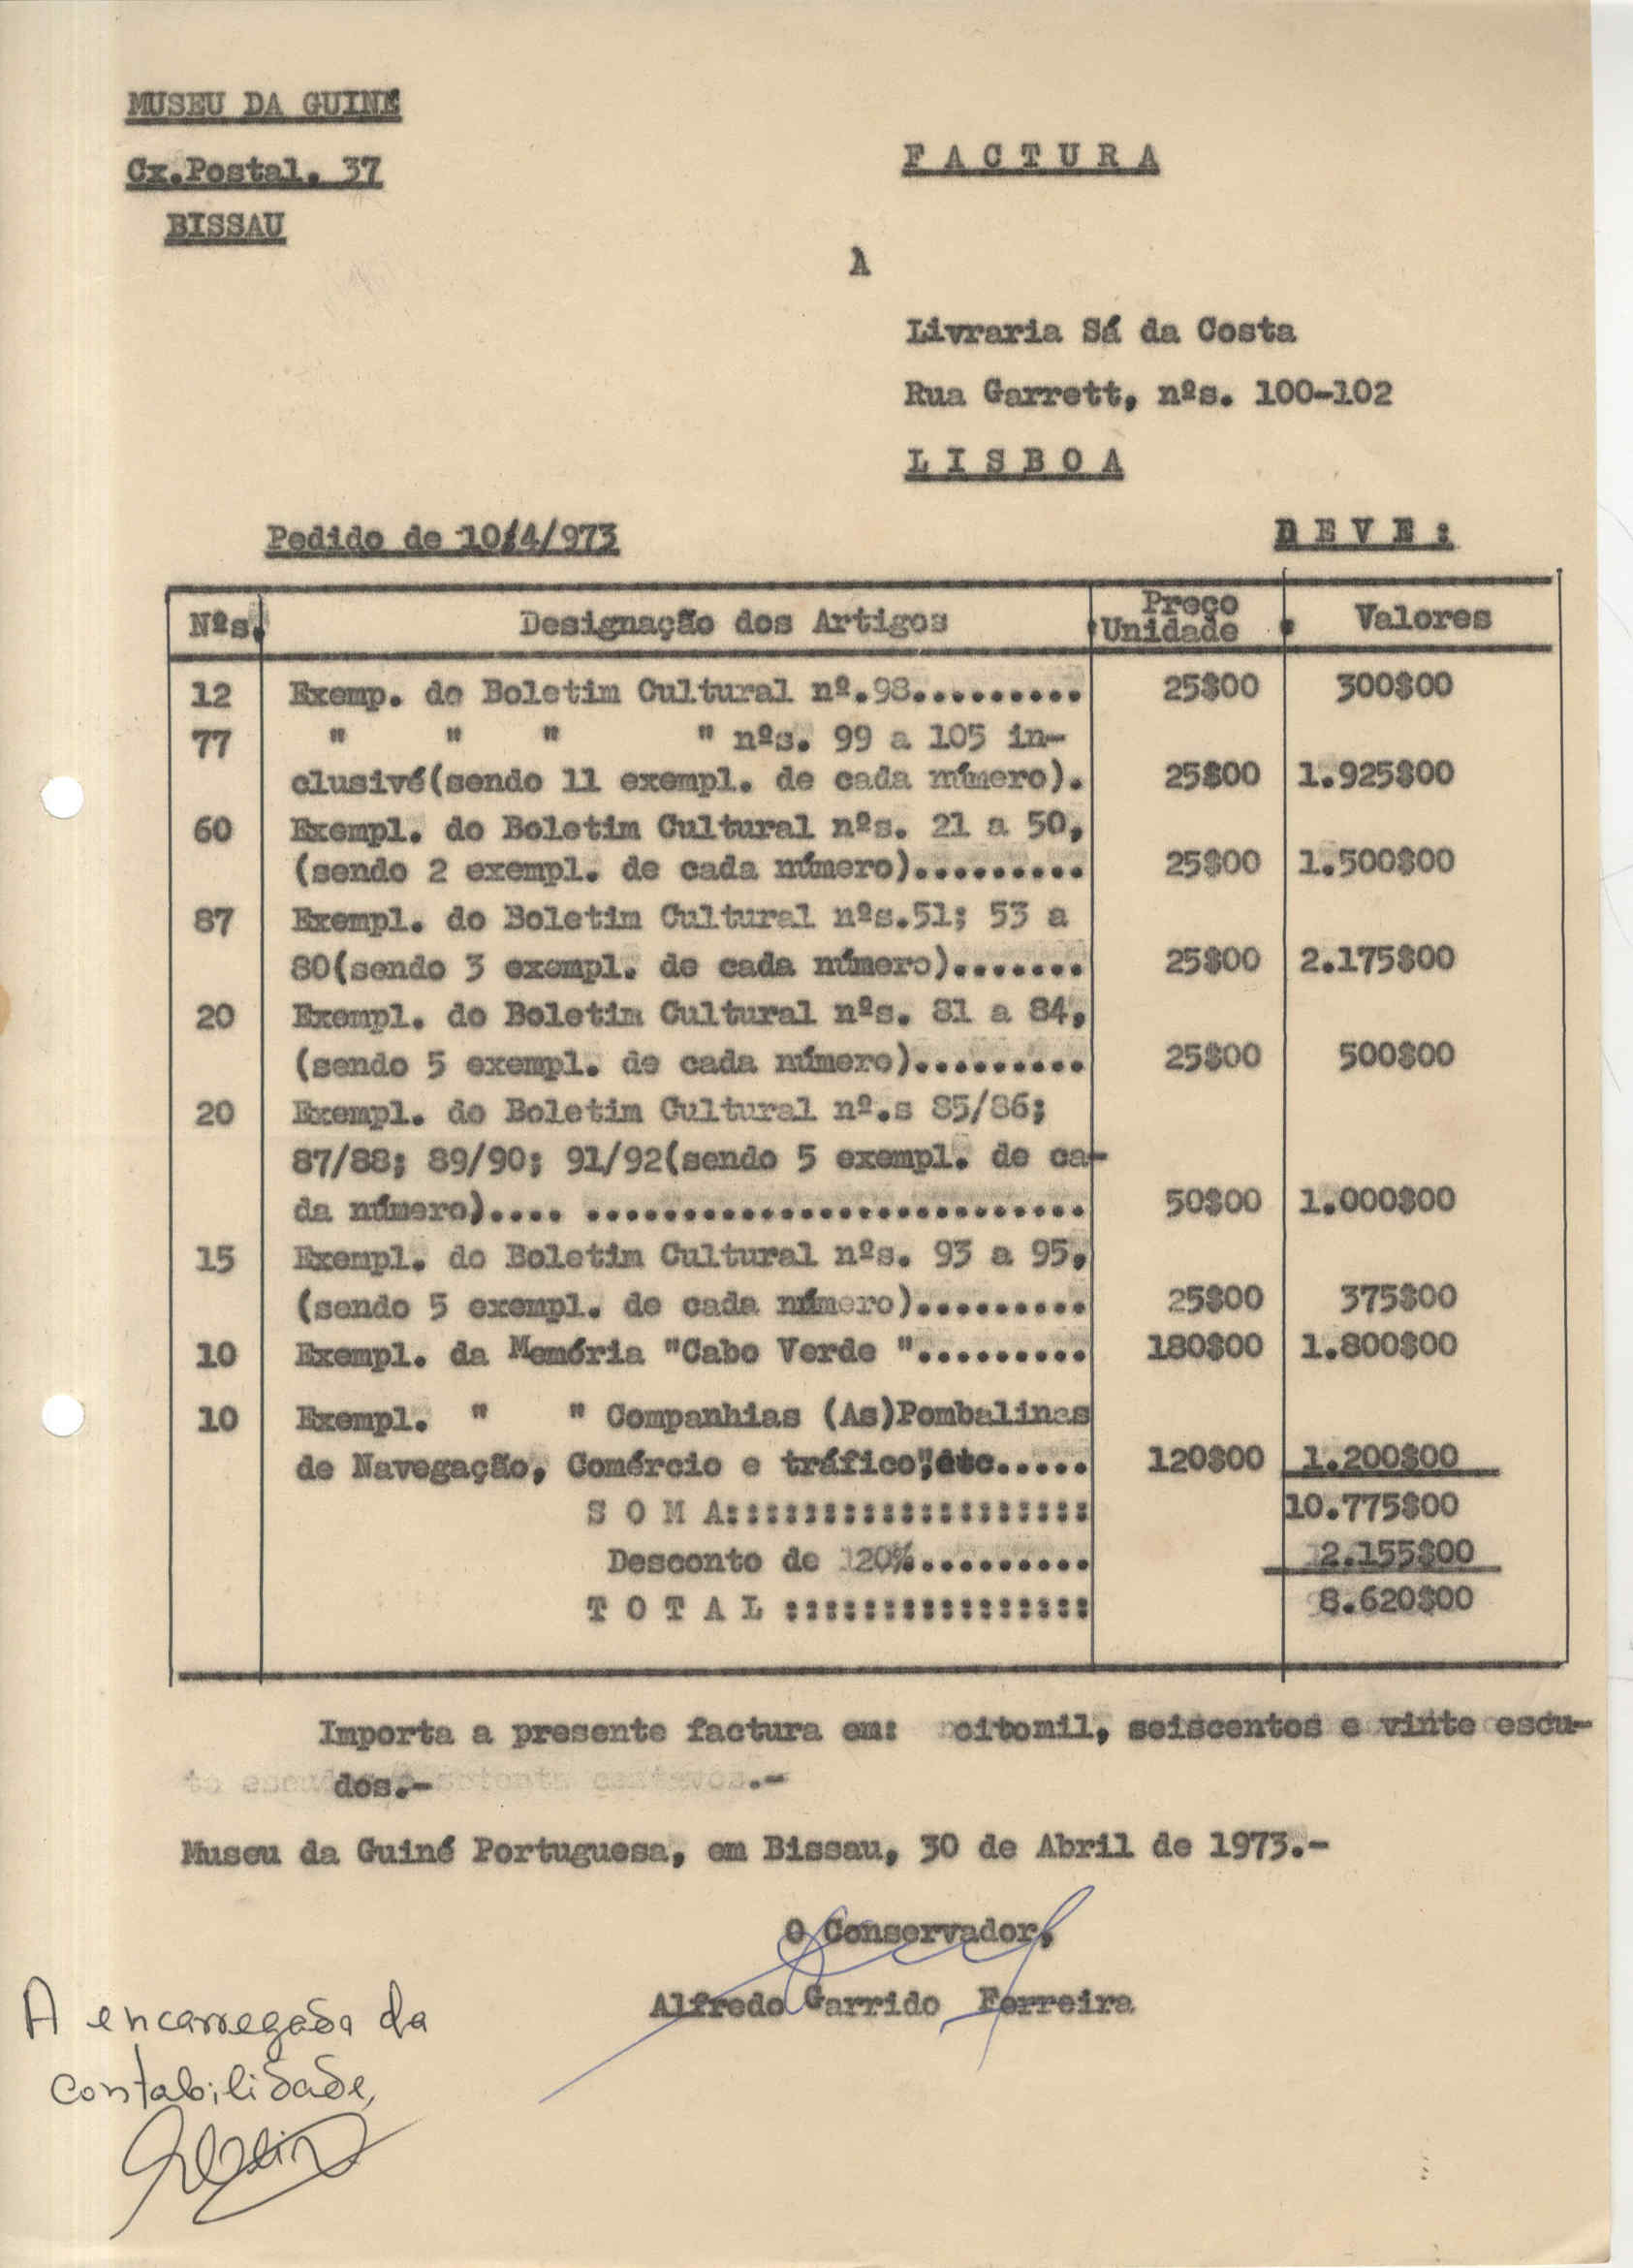 MUSEU DA GUINÉ
Cx.Postal. 37
BISSAU
F A C T U R A
A
Livraria Sá da Costa
Rua Garrett, nºs. 100-102
L I S B O A
Pedido de 10/4/973
D E V E :
Nºs. Designação dos Artigos Preço Unidade Valores
12 Exemp. do Boletim Cultural nº.98......... 25$00 300$00
77 " " " " nºs. 99 a 105 in-
clusivé(sendo 11 exempl. de cada número). 25$00 1.925$00
60 Exempl. do Boletim Cultural nºs. 21 a 50,
(sendo 2 exempl. de cada número)......... 25$00 1.500$00
87 Exempl. do Boletim Cultural nºs.51; 53 a
80(sendo 3 exempl. de cada número)....... 25$00 2.175$00
20 Exempl. do Boletim Cultural nºs. 81 a 84,
(sendo 5 exempl. de cada número)......... 25$00 500$00
20 Exempl. do Boletim Cultural nº.s 85/86;
87/88; 89/90; 91/92(sendo 5 exempl. de ca-
da número).... .......................... 50$00 1.000$00
15 Exempl. do Boletim Cultural nºs. 93 a 95,
(sendo 5 exempl. de cada número)......... 25$00 375$00
10 Exempl. da Memória "Cabo Verde "......... 180$00 1.800$00
10 Exempl. " " Companhias (As)Pombalinas
de Navegação, Comércio e tráfico",etc..... 120$00 1.200$00
S O M A::::::::::::::::::: 10.775$00
Desconto de 20%......... 2.155$00
T O T A L :::::::::::::::: 8.620$00
Importa a presente factura em: oitomil, seiscentos e vinte escu-
dos.- .-
Museu da Guiné Portuguesa, em Bissau, 30 de Abril de 1973.-
O Conservador,
Alfredo Garrido Ferreira
A encarregada da
contabilidade,